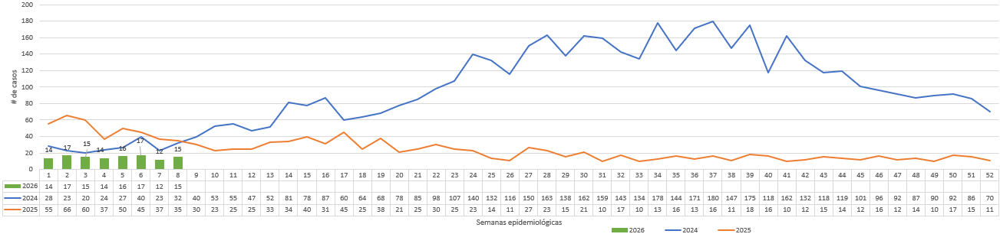 200
180
160
140
120
100
80
60
40
20
0
# de casos
14 17 15 14 16 17 12 15
1 2 3 4 5 6 7 8 9 10 11 12 13 14 15 16 17 18 19 20 21 22 23 24 25 26 27 28 29 30 31 32 33 34 35 36 37 38 39 40 41 42 43 44 45 46 47 48 49 50 51 52
2026 14 17 15 14 16 17 12 15
2024 28 23 20 24 27 40 23 32 40 53 55 47 52 81 78 87 60 64 68 78 85 98 107 140 132 116 150 163 138 162 159 143 134 178 144 171 180 147 175 118 162 132 118 119 101 96 92 87 90 92 86 70
2025 55 66 60 37 50 45 37 35 30 23 25 25 33 34 40 31 45 25 38 21 25 30 25 23 14 11 27 23 15 21 10 17 10 13 16 13 16 11 18 16 10 12 15 14 12 16 12 14 10 17 15 11
Semanas epidemiológicas
2026 2024 2025